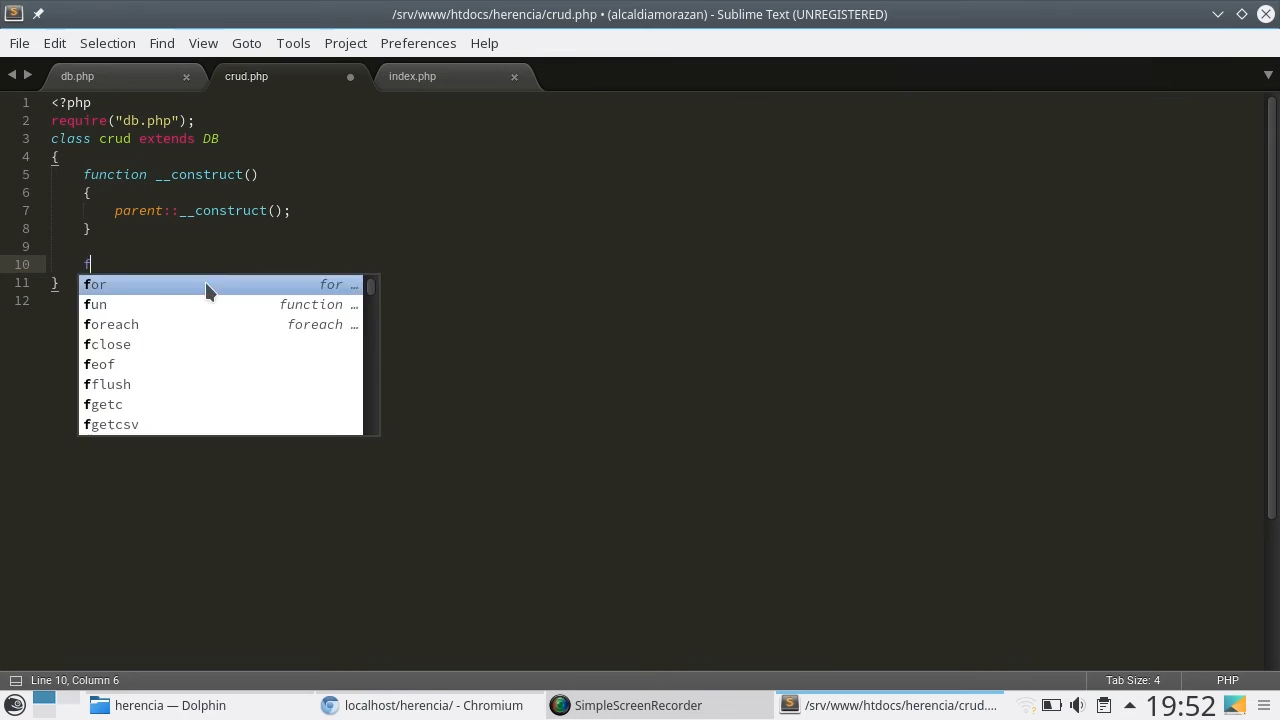 /srv/www/htdocs/herencia/crud.php • (alcaldiamorazan) - Sublime Text (UNREGISTERED)
File Edit Selection Find View Goto Tools Project Preferences Help
db.php × crud.php index.php ×
1 <?php
2 require("db.php");
3 class crud extends DB
4 {
5 function __construct()
6 {
7 parent::__construct();
8 }
9
10 f
11 }
12
for for …
fun function …
foreach foreach …
fclose
feof
fflush
fgetc
fgetcsv
Line 10, Column 6 Tab Size: 4 PHP
herencia — Dolphin localhost/herencia/ - Chromium SimpleScreenRecorder /srv/www/htdocs/herencia/crud.... 19:52